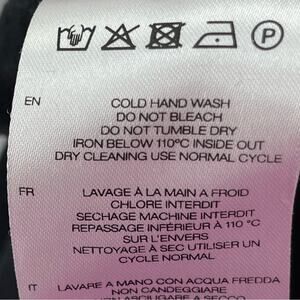 P
EN
COLD HAND WASH
DO NOT BLEACH
DO NOT TUMBLE DRY
IRON BELOW 110ºC INSIDE OUT
DRY CLEANING USE NORMAL CYCLE
FR
LAVAGE À LA MAIN A FROID
CHLORE INTERDIT
SECHAGE MACHINE INTERDIT
REPASSAGE INFÉRIEUR À 110 ºC
SUR L'ENVERS
NETTOYAGE À SEC UTILISER UN
CYCLE NORMAL
IT
LAVARE A MANO CON ACQUA FREDDA
NON CANDEGGIARE